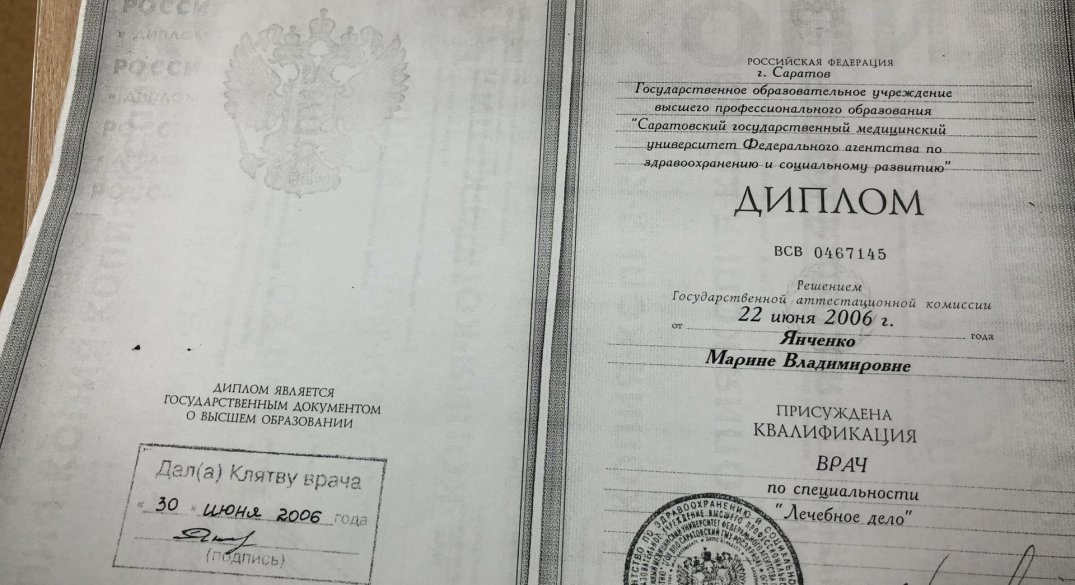 ДИПЛОМ ЯВЛЯЕТСЯ
ГОСУДАРСТВЕННЫМ ДОКУМЕНТОМ
О ВЫСШЕМ ОБРАЗОВАНИИ
Дал(а) Клятву врача
" 30 " июня 2006 года
(подпись)
РОССИЙСКАЯ ФЕДЕРАЦИЯ
г. Саратов
Государственное образовательное учреждение
высшего профессионального образования
"Саратовский государственный медицинский
университет Федерального агентства по
здравоохранению и социальному развитию"
ДИПЛОМ
ВСВ 0467145
Решением
Государственной аттестационной комиссии
от 22 июня 2006 г. года
Янченко
Марине Владимировне
ПРИСУЖДЕНА
КВАЛИФИКАЦИЯ
ВРАЧ
по специальности
"Лечебное дело"